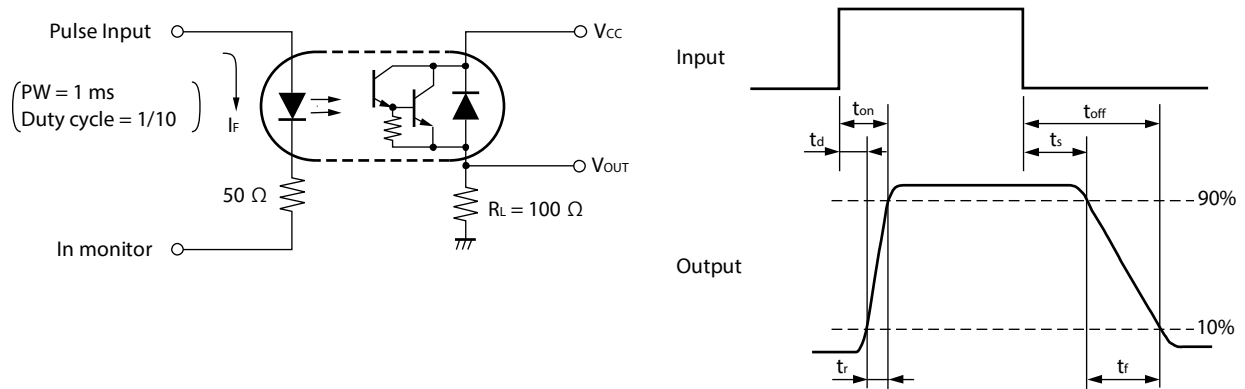 Pulse Input
VCC
PW = 1 ms
Duty cycle = 1/10
IF
VOUT
50 Ω
RL = 100 Ω
In monitor
Input
ton
toff
td
ts
90%
Output
10%
tr
tf